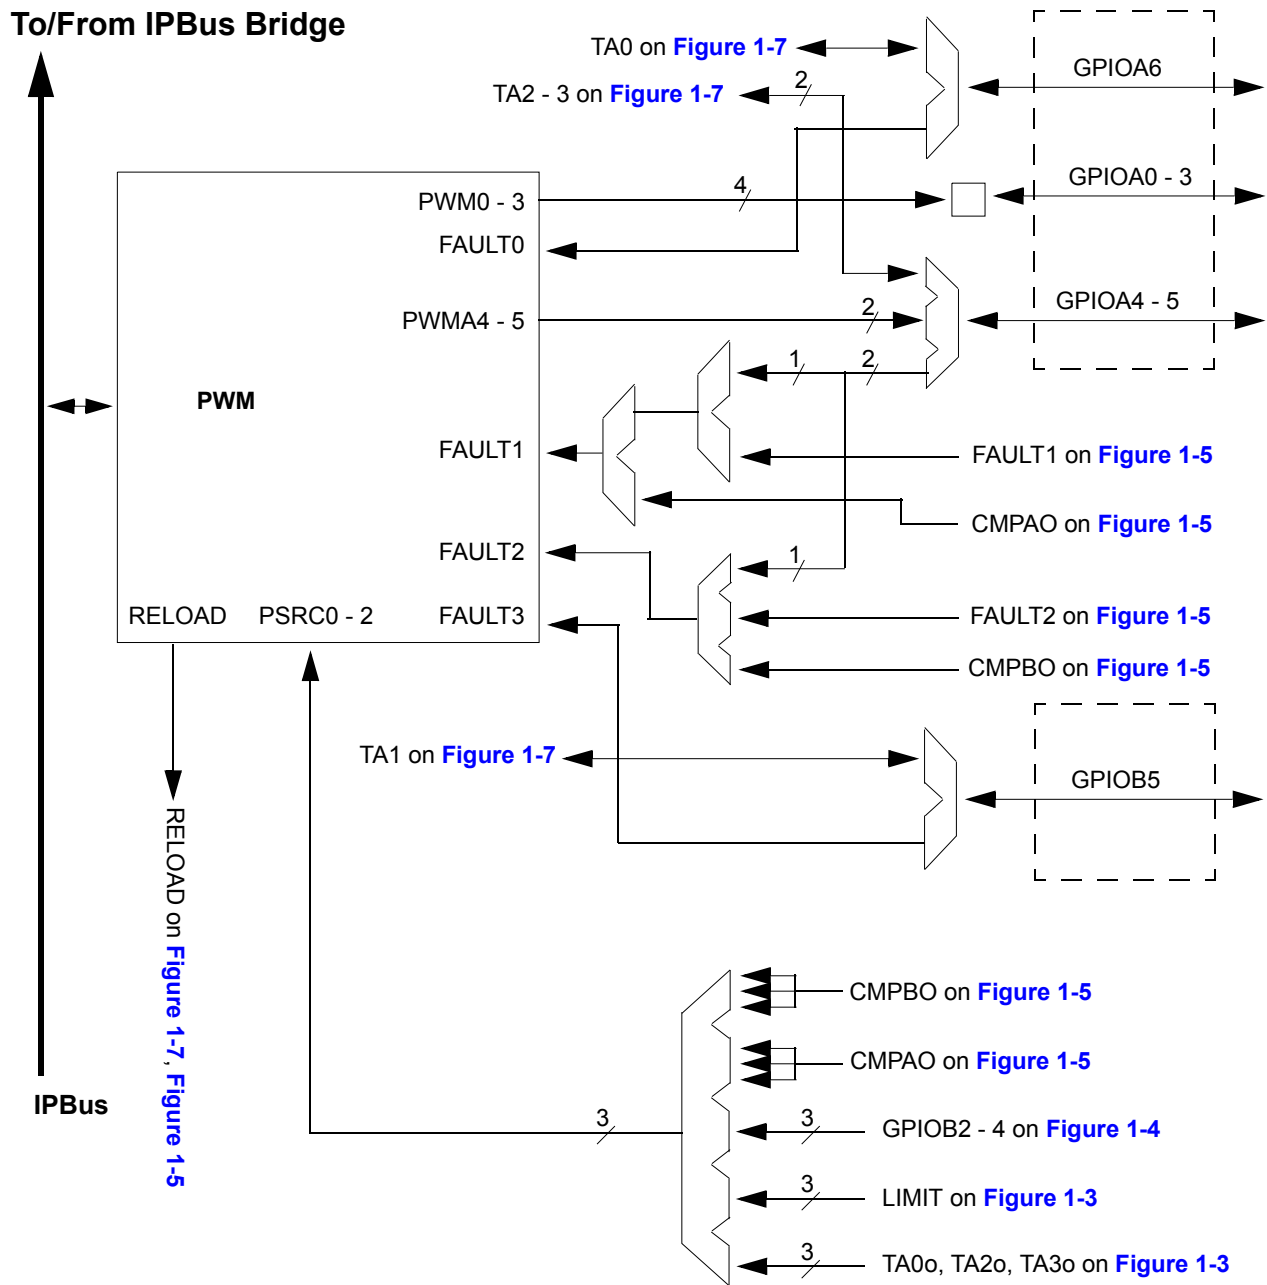 To/From IPBus Bridge
TA0 on Figure 1-7
GPIOA6
TA2 - 3 on Figure 1-7
2
PWM0 - 3
4
GPIOA0 - 3
FAULT0
PWMA4 - 5
2
GPIOA4 - 5
1
2
PWM
FAULT1
FAULT1 on Figure 1-5
CMPAO on Figure 1-5
FAULT2
1
RELOAD
PSRC0 - 2
FAULT3
FAULT2 on Figure 1-5
CMPBO on Figure 1-5
TA1 on Figure 1-7
GPIOB5
RELOAD on Figure 1-7, Figure 1-5
CMPBO on Figure 1-5
CMPAO on Figure 1-5
IPBus
3
3
GPIOB2 - 4 on Figure 1-4
3
LIMIT on Figure 1-3
3
TA0o, TA2o, TA3o on Figure 1-3